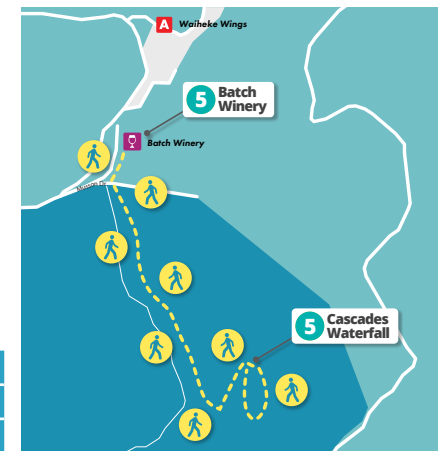 A Waiheke Wings
5 Batch
Winery
Batch Winery
5 Cascades
Waterfall